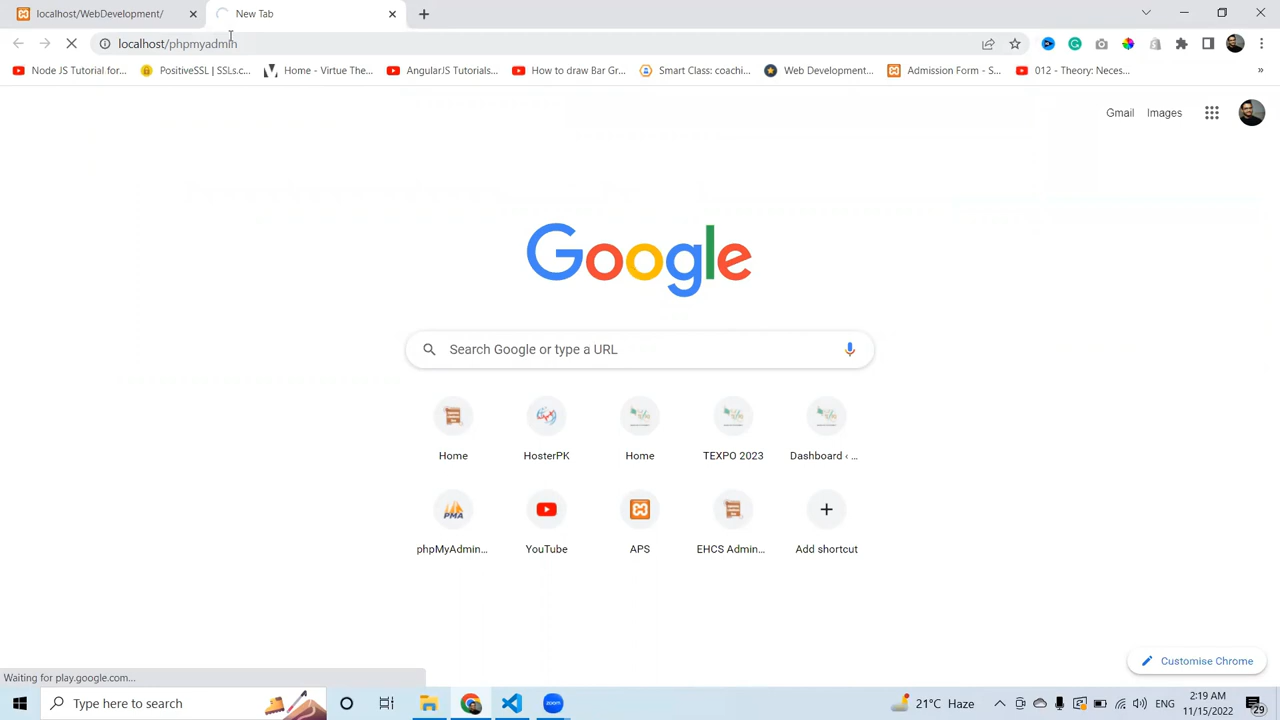 localhost/WebDevelopment/
New Tab
localhost/phpmyadmin
Node JS Tutorial for...
PositiveSSL | SSLs.c...
Home - Virtue The...
AngularJS Tutorials...
How to draw Bar Gr...
Smart Class: coachi...
Web Development...
Admission Form - S...
012 - Theory: Neces...
»
Gmail
Images
Google
Search Google or type a URL
Home
HosterPK
Home
TEXPO 2023
Dashboard ‹ ...
PMA
phpMyAdmin...
YouTube
APS
EHCS Admin...
Add shortcut
Customise Chrome
Waiting for play.google.com...
Type here to search
zoom
21°C Haze
ENG
2:19 AM
11/15/2022
29